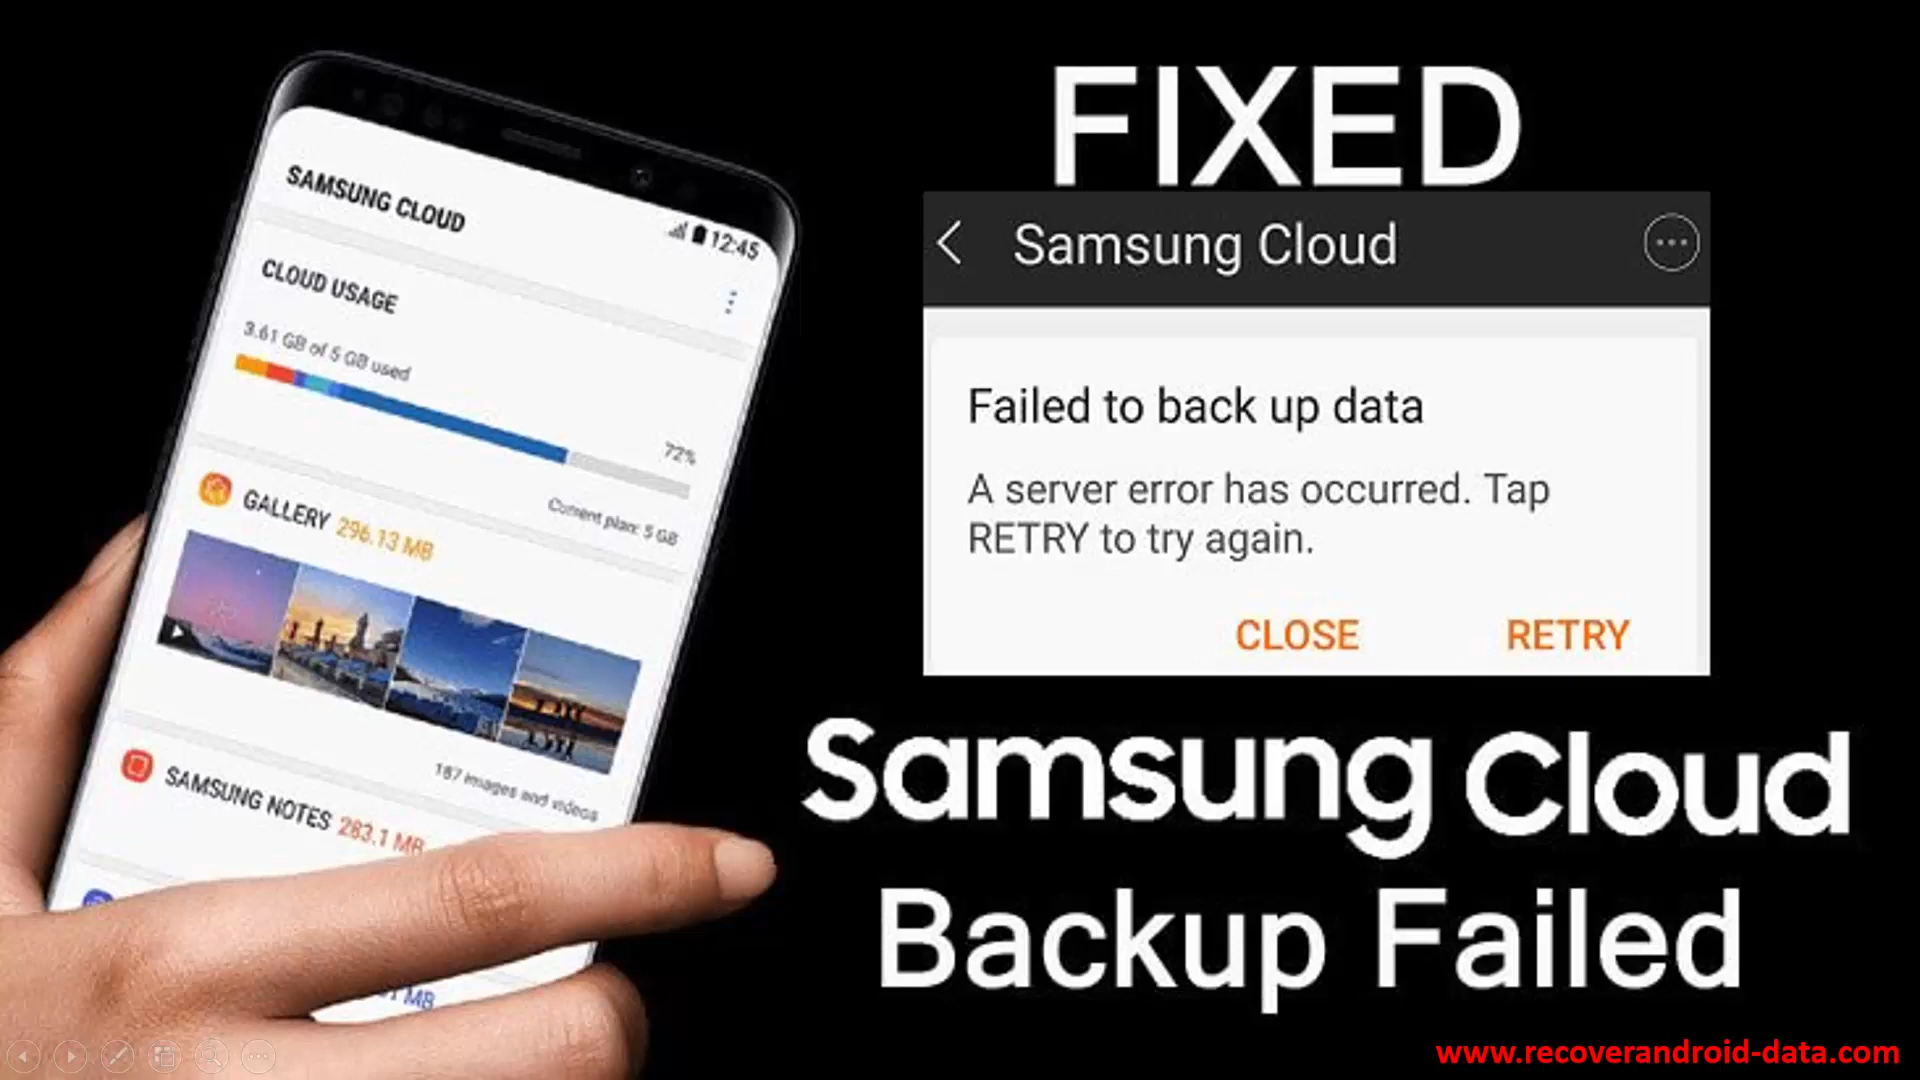 FIXED
SAMSUNG CLOUD
12:45
CLOUD USAGE
3.61 GB of 5 GB used
72%
Current plan: 5 GB
GALLERY 296.13 MB
187 images and videos
SAMSUNG NOTES 283.1 MB
MB
Samsung Cloud
Failed to back up data
A server error has occurred. Tap
RETRY to try again.
CLOSE RETRY
Samsung Cloud
Backup Failed
www.recoverandroid-data.com